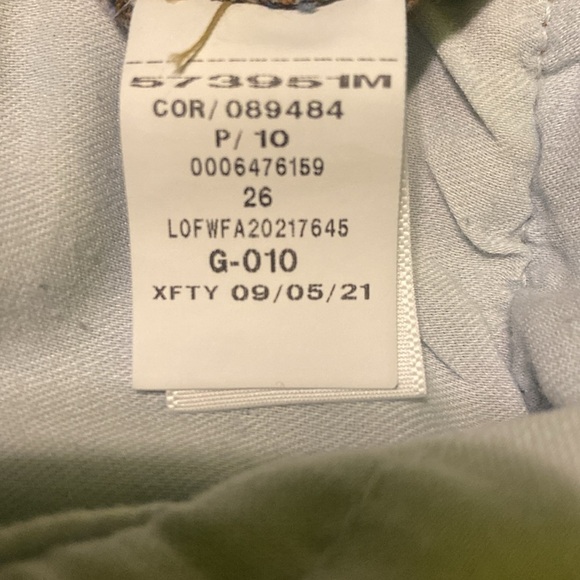 573951M
COR/089484
P/ 10
0006476159
26
LOFWFA20217645
G-010
XFTY 09/05/21